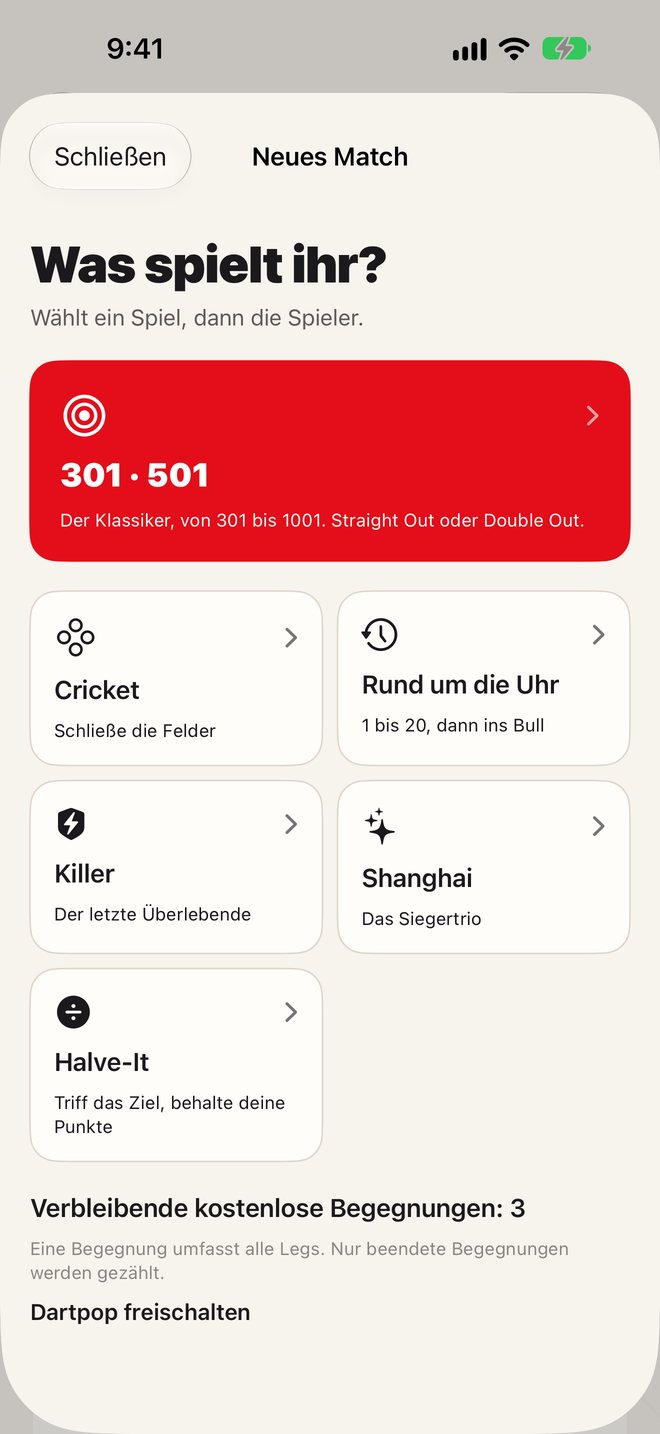 9:41
Schließen
Neues Match
Was spielt ihr?
Wählt ein Spiel, dann die Spieler.
301 · 501
Der Klassiker, von 301 bis 1001. Straight Out oder Double Out.
Cricket
Schließe die Felder
Rund um die Uhr
1 bis 20, dann ins Bull
Killer
Der letzte Überlebende
Shanghai
Das Siegertrio
Halve-It
Triff das Ziel, behalte deine
Punkte
Verbleibende kostenlose Begegnungen: 3
Eine Begegnung umfasst alle Legs. Nur beendete Begegnungen
werden gezählt.
Dartpop freischalten